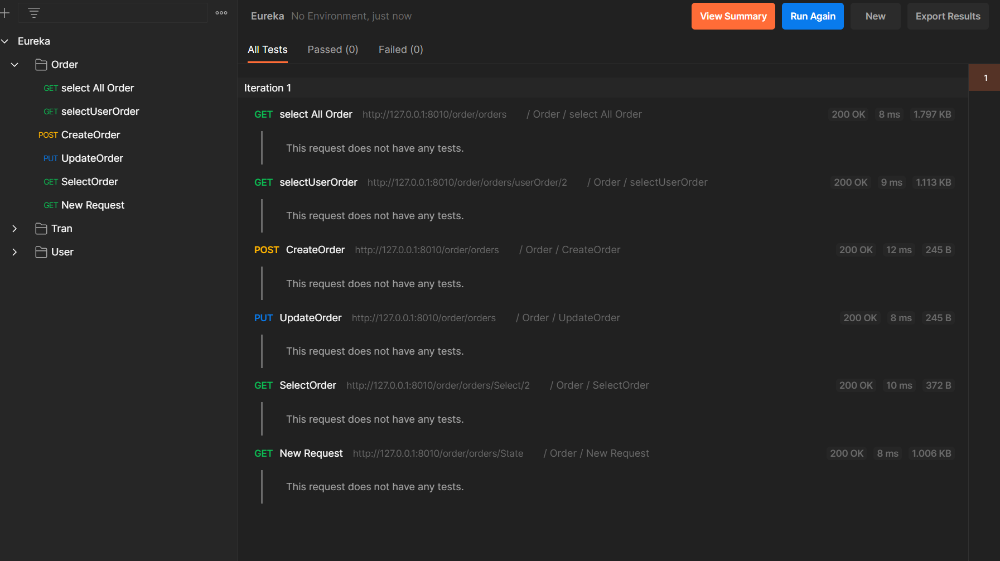 Eureka
Order
GET select All Order
GET selectUserOrder
POST CreateOrder
PUT UpdateOrder
GET SelectOrder
GET New Request
Tran
User
Eureka No Environment, just now
View Summary
Run Again
New
Export Results
All Tests Passed (0) Failed (0)
Iteration 1
1
GET select All Order http://127.0.0.1:8010/order/orders / Order / select All Order 200 OK 8 ms 1.797 KB
This request does not have any tests.
GET selectUserOrder http://127.0.0.1:8010/order/orders/userOrder/2 / Order / selectUserOrder 200 OK 9 ms 1.113 KB
This request does not have any tests.
POST CreateOrder http://127.0.0.1:8010/order/orders / Order / CreateOrder 200 OK 12 ms 245 B
This request does not have any tests.
PUT UpdateOrder http://127.0.0.1:8010/order/orders / Order / UpdateOrder 200 OK 8 ms 245 B
This request does not have any tests.
GET SelectOrder http://127.0.0.1:8010/order/orders/Select/2 / Order / SelectOrder 200 OK 10 ms 372 B
This request does not have any tests.
GET New Request http://127.0.0.1:8010/order/orders/State / Order / New Request 200 OK 8 ms 1.006 KB
This request does not have any tests.